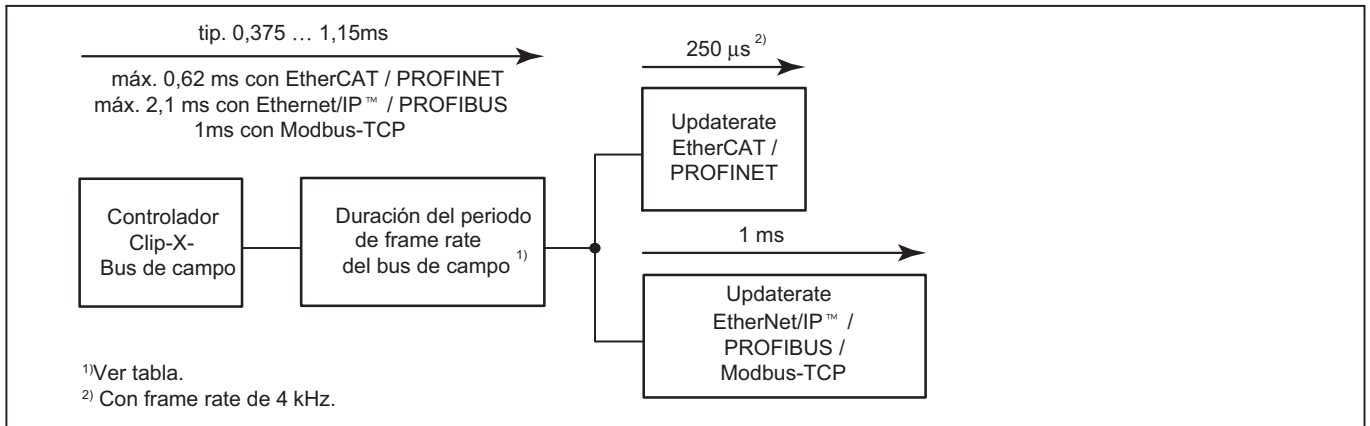 tip. 0,375 … 1,15ms
máx. 0,62 ms con EtherCAT / PROFINET
máx. 2,1 ms con Ethernet/IP™ / PROFIBUS
1ms con Modbus-TCP
250 µs 2)
Updaterate
EtherCAT /
PROFINET
Controlador
Clip-X-
Bus de campo
Duración del periodo
de frame rate
del bus de campo 1)
1 ms
Updaterate
EtherNet/IP™ /
PROFIBUS /
Modbus-TCP
1)Ver tabla.
2) Con frame rate de 4 kHz.